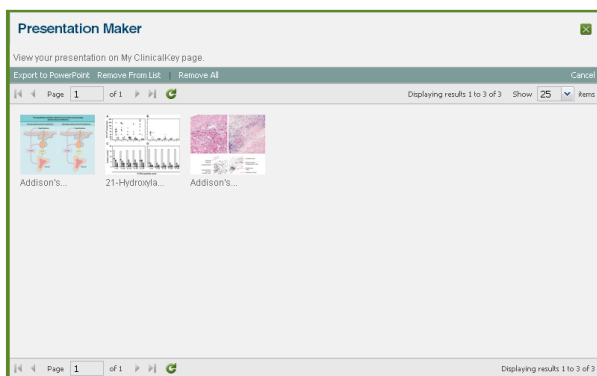 Presentation Maker
View your presentation on My ClinicalKey page.
Export to PowerPoint Remove From List | Remove All Cancel
Page 1 of 1 Displaying results 1 to 3 of 3 Show 25 items
Addison's... 21-Hydroxyla... Addison's...
Page 1 of 1 Displaying results 1 to 3 of 3